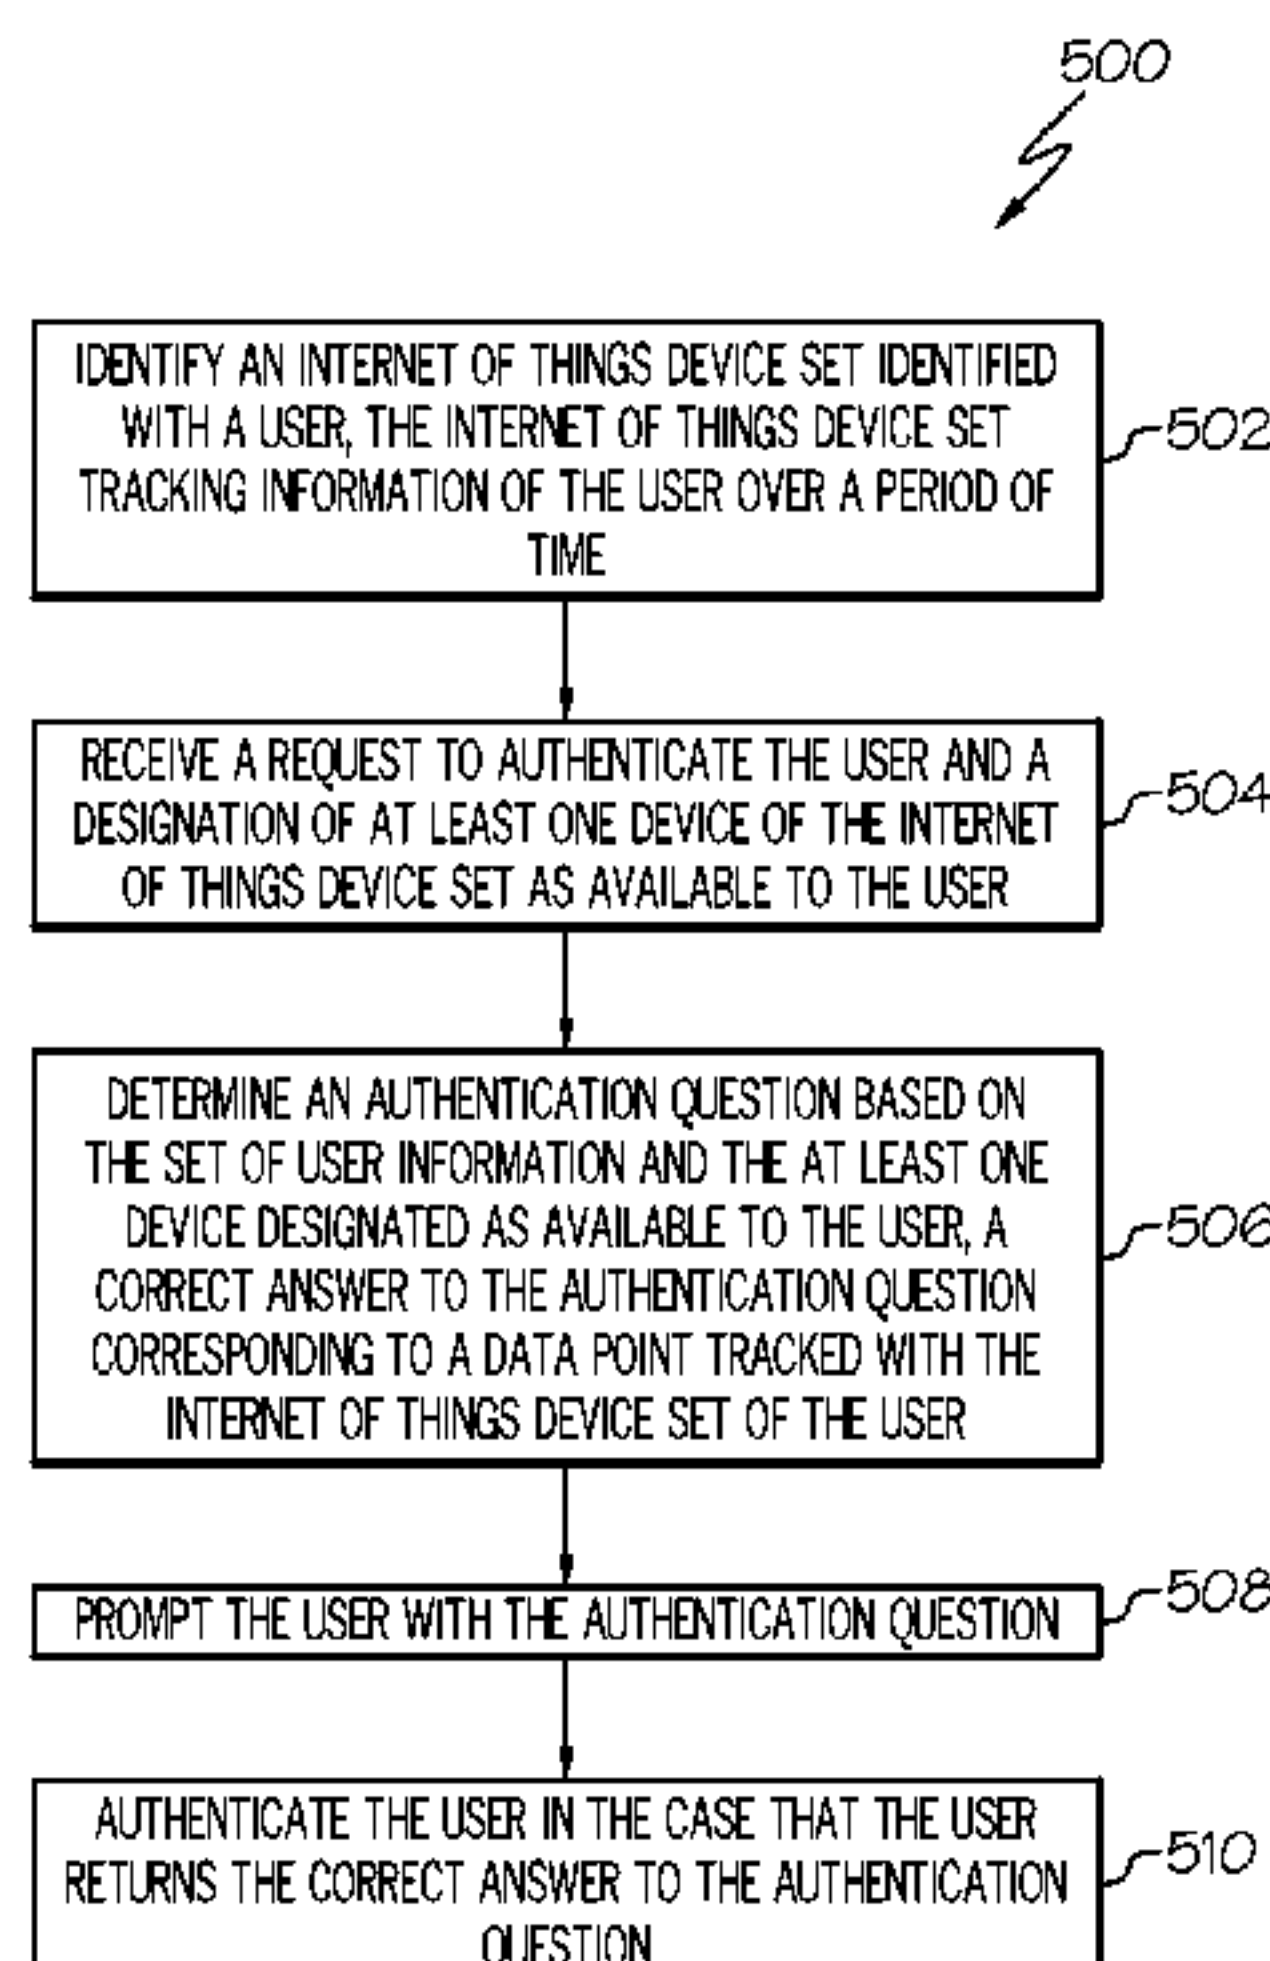 500
IDENTIFY AN INTERNET OF THINGS DEVICE SET IDENTIFIED
WITH A USER, THE INTERNET OF THINGS DEVICE SET
TRACKING INFORMATION OF THE USER OVER A PERIOD OF
TIME
502
RECEIVE A REQUEST TO AUTHENTICATE THE USER AND A
DESIGNATION OF AT LEAST ONE DEVICE OF THE INTERNET
OF THINGS DEVICE SET AS AVAILABLE TO THE USER
504
DETERMINE AN AUTHENTICATION QUESTION BASED ON
THE SET OF USER INFORMATION AND THE AT LEAST ONE
DEVICE DESIGNATED AS AVAILABLE TO THE USER, A
CORRECT ANSWER TO THE AUTHENTICATION QUESTION
CORRESPONDING TO A DATA POINT TRACKED WITH THE
INTERNET OF THINGS DEVICE SET OF THE USER
506
PROMPT THE USER WITH THE AUTHENTICATION QUESTION
508
AUTHENTICATE THE USER IN THE CASE THAT THE USER
RETURNS THE CORRECT ANSWER TO THE AUTHENTICATION
QUESTION
510